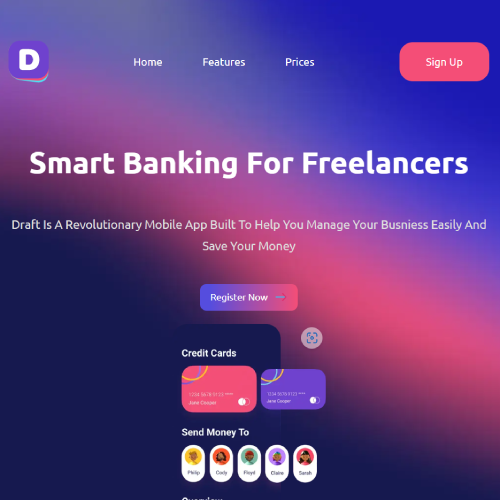 D
Home Features Prices Sign Up
Smart Banking For Freelancers
Draft Is A Revolutionary Mobile App Built To Help You Manage Your Busniess Easily And
Save Your Money
Register Now
Credit Cards
1234 5678 9123 ****
Jane Cooper
1234 5678 9123 ****
Jane Cooper
Send Money To
Philip Cody Floyd Claire Sarah